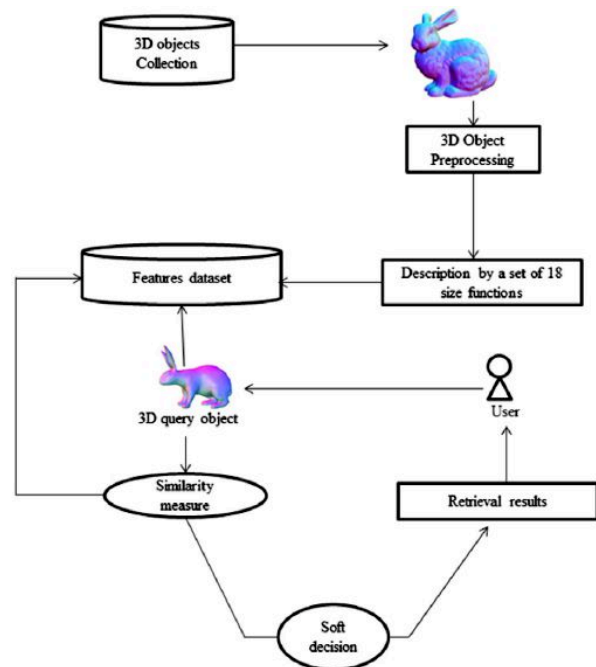 3D objects
Collection
3D Object
Preprocessing
Features dataset
Description by a set of 18
size functions
3D query object
User
Similarity
measure
Retrieval results
Soft
decision